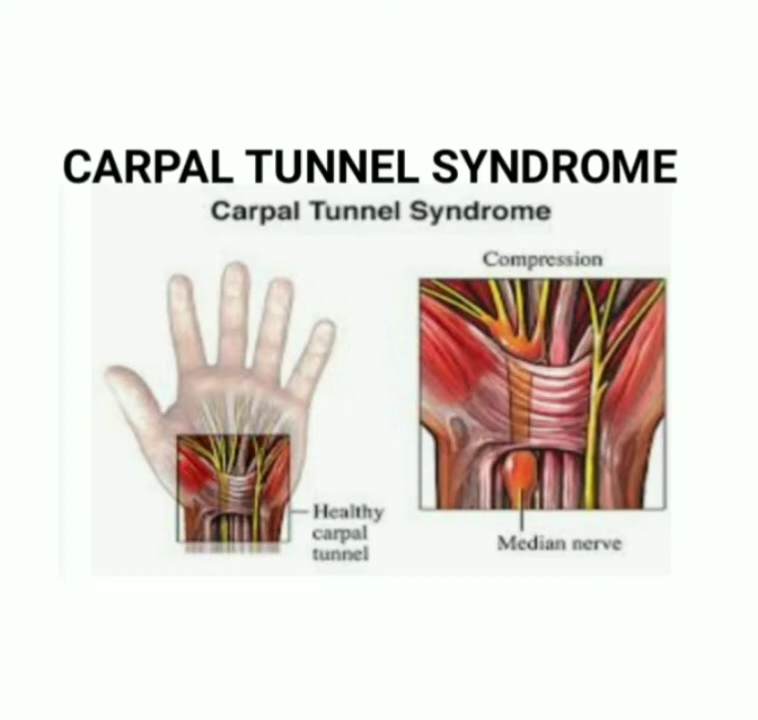 CARPAL TUNNEL SYNDROME
Carpal Tunnel Syndrome
Compression
Healthy
carpal
tunnel
Median nerve